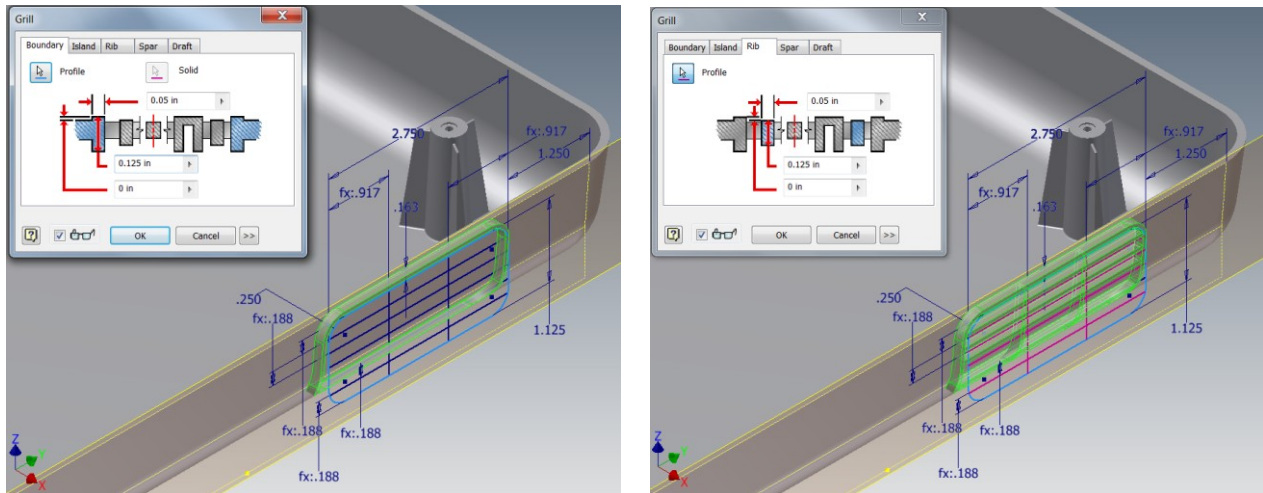 Grill
Boundary Island Rib Spar Draft
Profile Solid
0.05 in
0.125 in
0 in
OK Cancel >>
2.750
fx:.917
1.250
fx:.917
.163
.250
fx:.188
1.125
fx:.188
fx:.188
fx:.188
Z
Y
X
Grill
Boundary Island Rib Spar Draft
Profile
0.05 in
0.125 in
0 in
OK Cancel >>
2.750
fx:.917
1.250
fx:.917
.163
.250
fx:.188
1.125
fx:.188
fx:.188
fx:.188
Z
Y
X